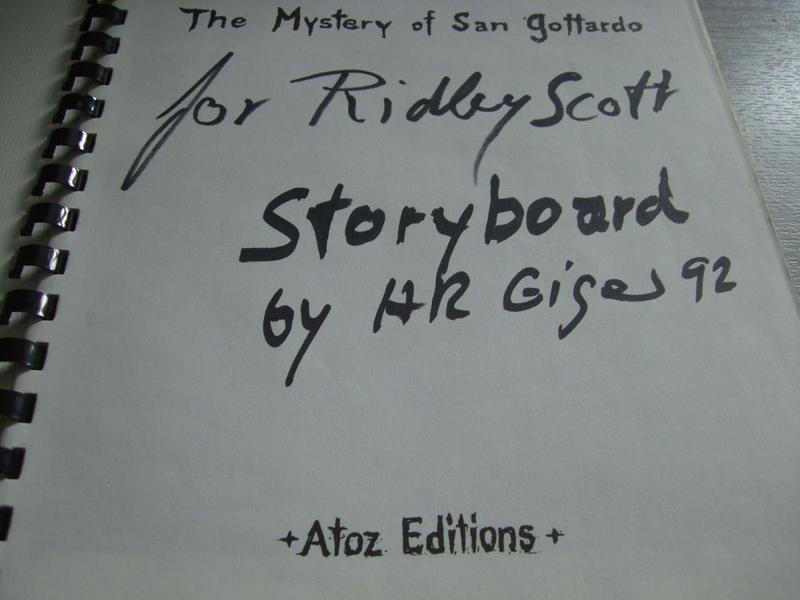 The Mystery of San Gottardo
for Ridley Scott
Storyboard
by HR Giger 92
+Atoz Editions+